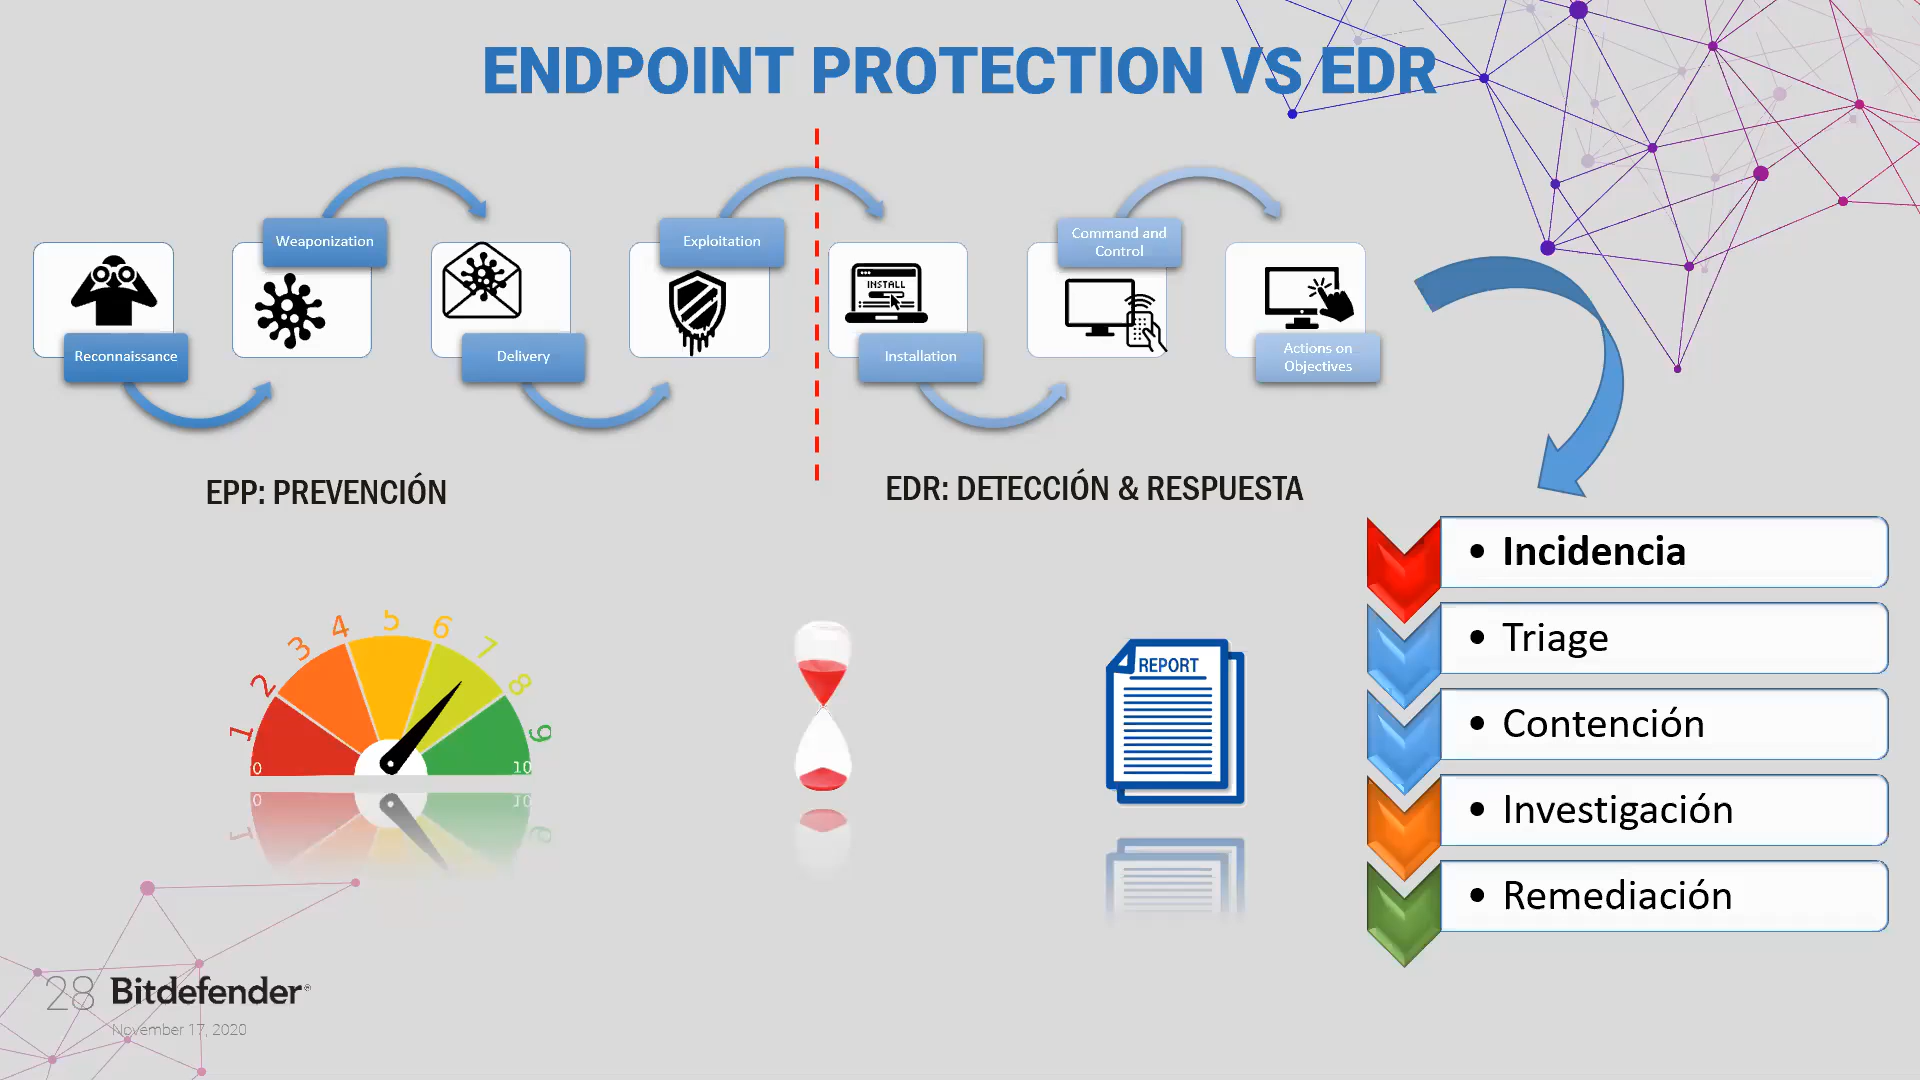 ENDPOINT PROTECTION VS EDR
Reconnaissance
Weaponization
Delivery
Exploitation
INSTALL
Installation
Command and
Control
Actions on
Objectives
EPP: PREVENCIÓN
EDR: DETECCIÓN & RESPUESTA
0 1 2 3 4 5 6 7 8 9 10
REPORT
• Incidencia
• Triage
• Contención
• Investigación
• Remediación
28 Bitdefender®
November 17, 2020